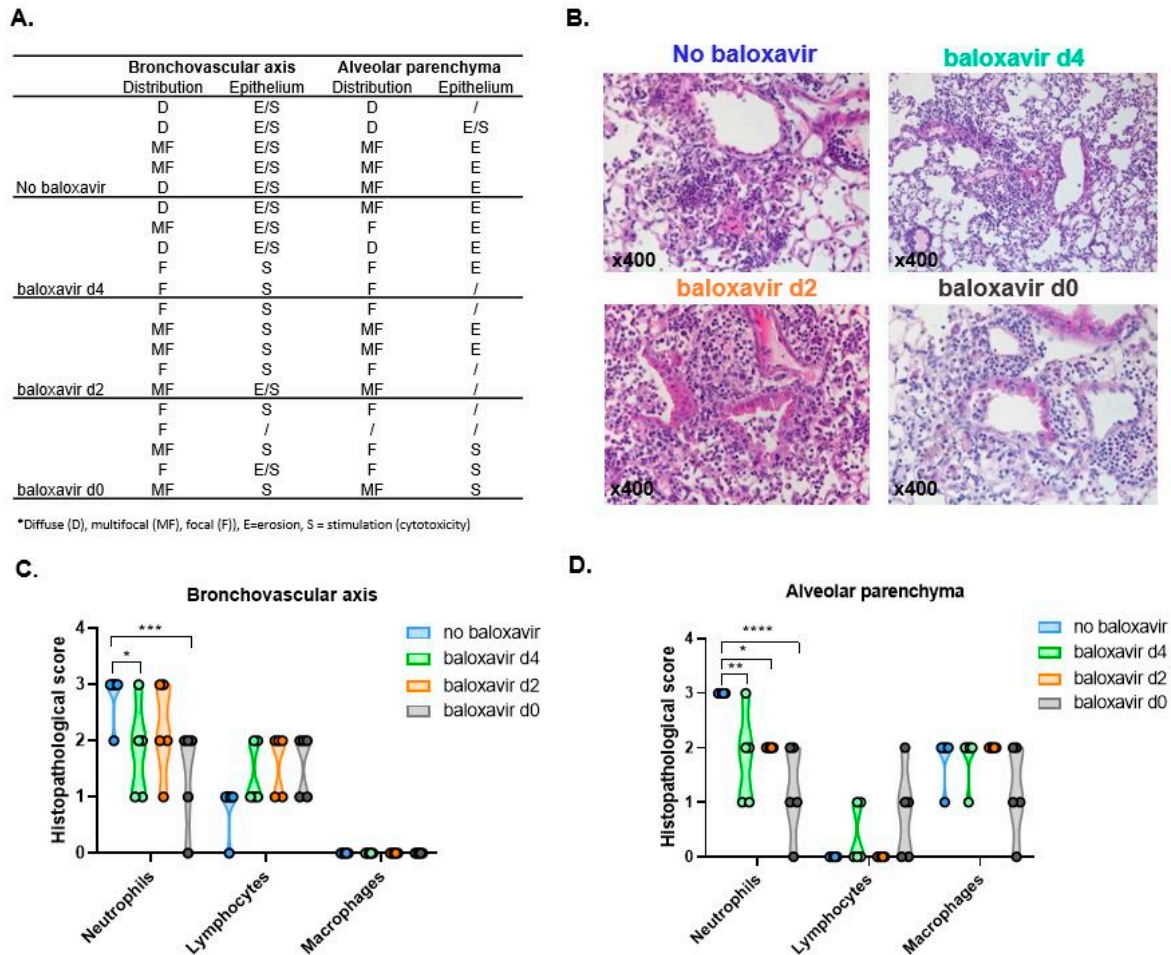 A.
Bronchovascular axis Alveolar parenchyma
Distribution Epithelium Distribution Epithelium
D E/S D /
D E/S D E/S
MF E/S MF E
MF E/S MF E
No baloxavir D E/S MF E
D E/S MF E
MF E/S F E
D E/S D E
F S F E
baloxavir d4 F S F /
F S F /
MF S MF E
MF S MF E
F S F /
baloxavir d2 MF E/S MF /
F S F /
F / / /
MF S F S
F E/S F S
baloxavir d0 MF S MF S
*Diffuse (D), multifocal (MF), focal (F)), E=erosion, S = stimulation (cytotoxicity)
B.
No baloxavir baloxavir d4
x400 x400
baloxavir d2 baloxavir d0
x400 x400
C.
Bronchovascular axis
Histopathological score
4
3
2
1
0
***
*
no baloxavir
baloxavir d4
baloxavir d2
baloxavir d0
Neutrophils
Lymphocytes
Macrophages
D.
Alveolar parenchyma
Histopathological score
4
3
2
1
0
****
*
**
no baloxavir
baloxavir d4
baloxavir d2
baloxavir d0
Neutrophils
Lymphocytes
Macrophages